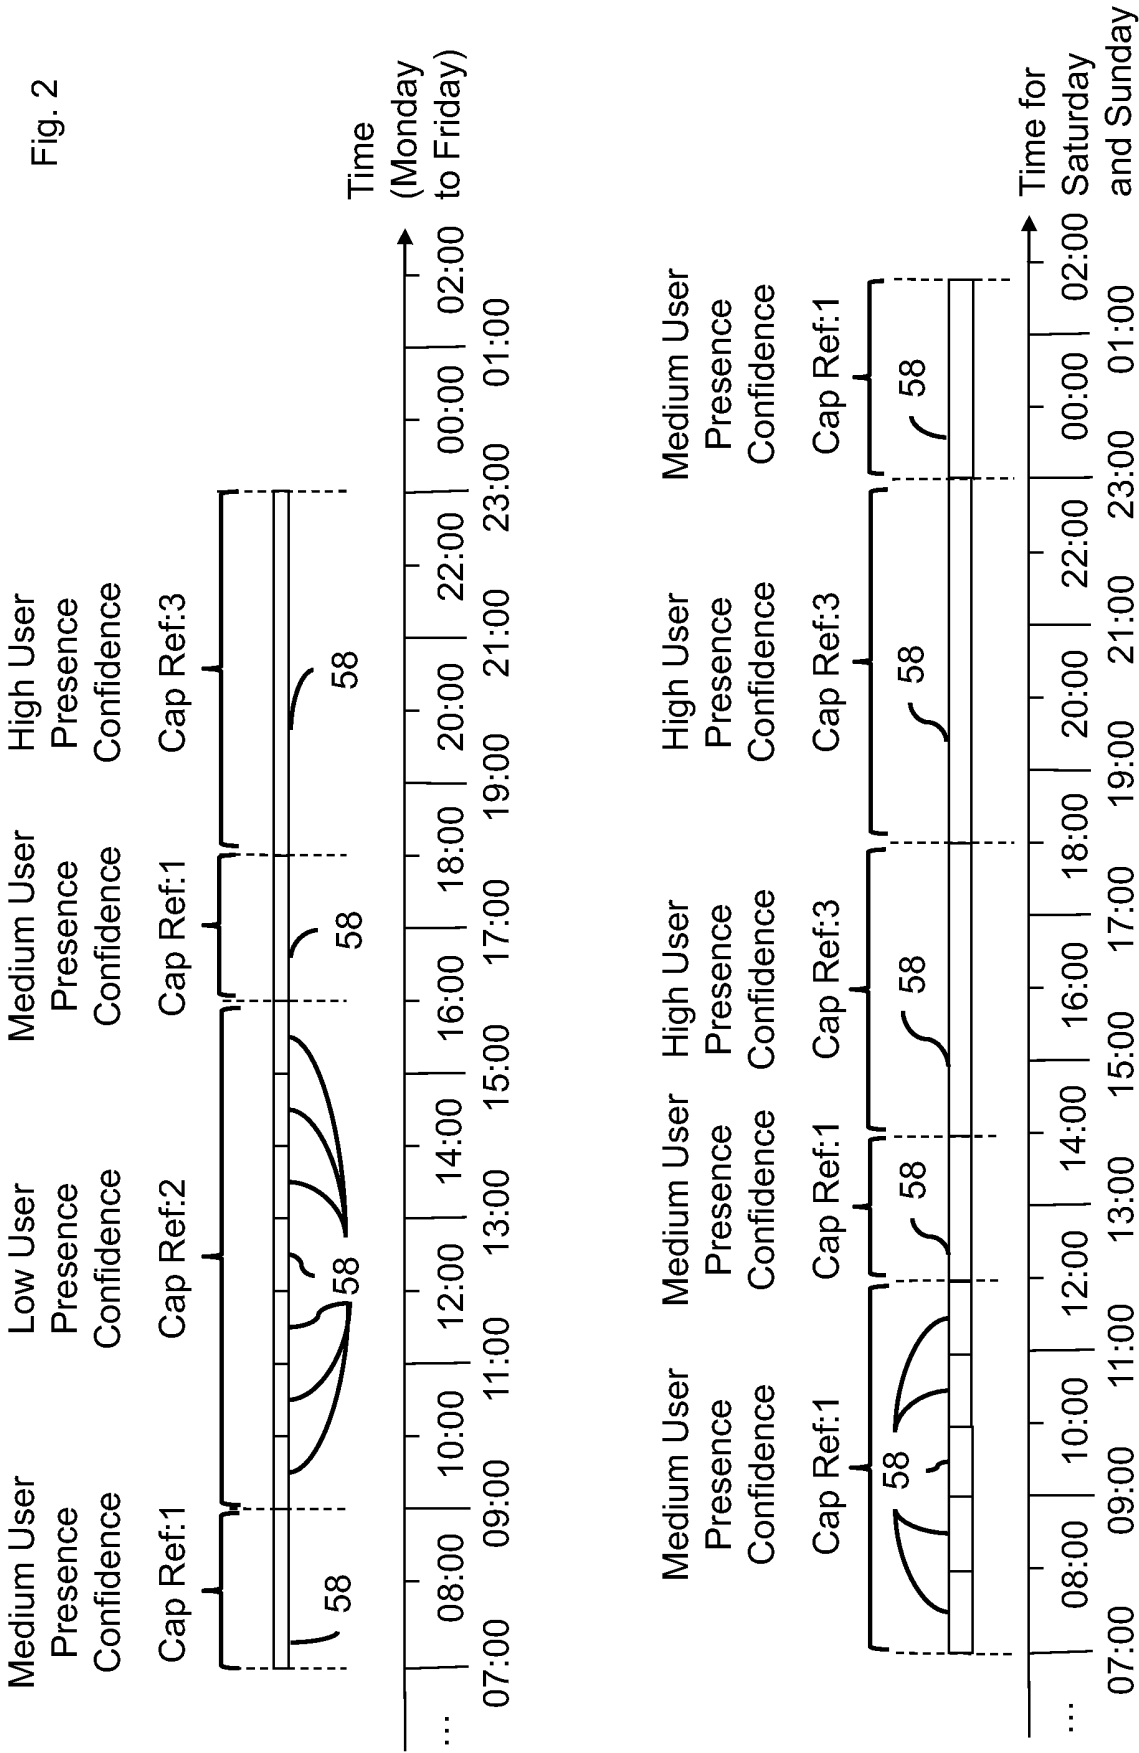 Fig. 2
Medium User
Presence
Confidence
Cap Ref:1
Low User
Presence
Confidence
Cap Ref:2
Medium User
Presence
Confidence
Cap Ref:1
High User
Presence
Confidence
Cap Ref:3
58
58
58
58
Time
(Monday
to Friday)
... 08:00 10:00 12:00 14:00 16:00 18:00 20:00 22:00 00:00 02:00
07:00 09:00 11:00 13:00 15:00 17:00 19:00 21:00 23:00 01:00
Medium User
Presence
Confidence
Cap Ref:1
Medium User
Presence
Confidence
Cap Ref:1
High User
Presence
Confidence
Cap Ref:3
High User
Presence
Confidence
Cap Ref:3
Medium User
Presence
Confidence
Cap Ref:1
58
58
58
58
58
Time for
Saturday
and Sunday
... 08:00 10:00 12:00 14:00 16:00 18:00 20:00 22:00 00:00 02:00
07:00 09:00 11:00 13:00 15:00 17:00 19:00 21:00 23:00 01:00